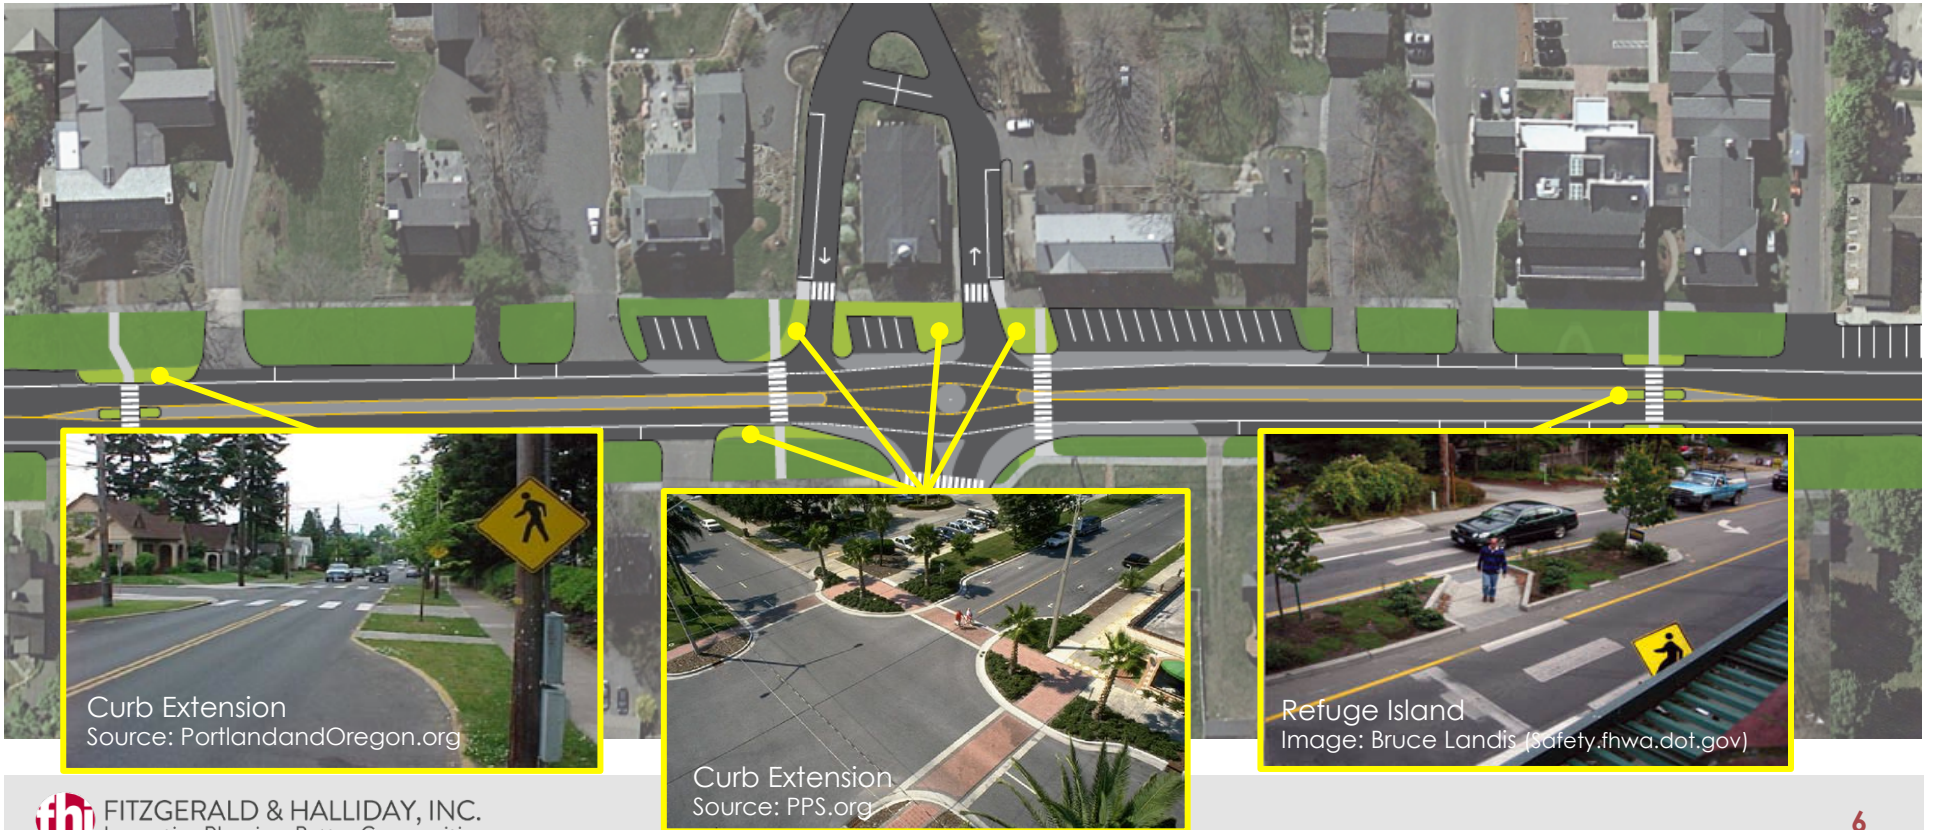 Curb Extension
Source: PortlandandOregon.org
Curb Extension
Source: PPS.org
Refuge Island
Image: Bruce Landis (Safety.fhwa.dot.gov)
fhi FITZGERALD & HALLIDAY, INC.
6